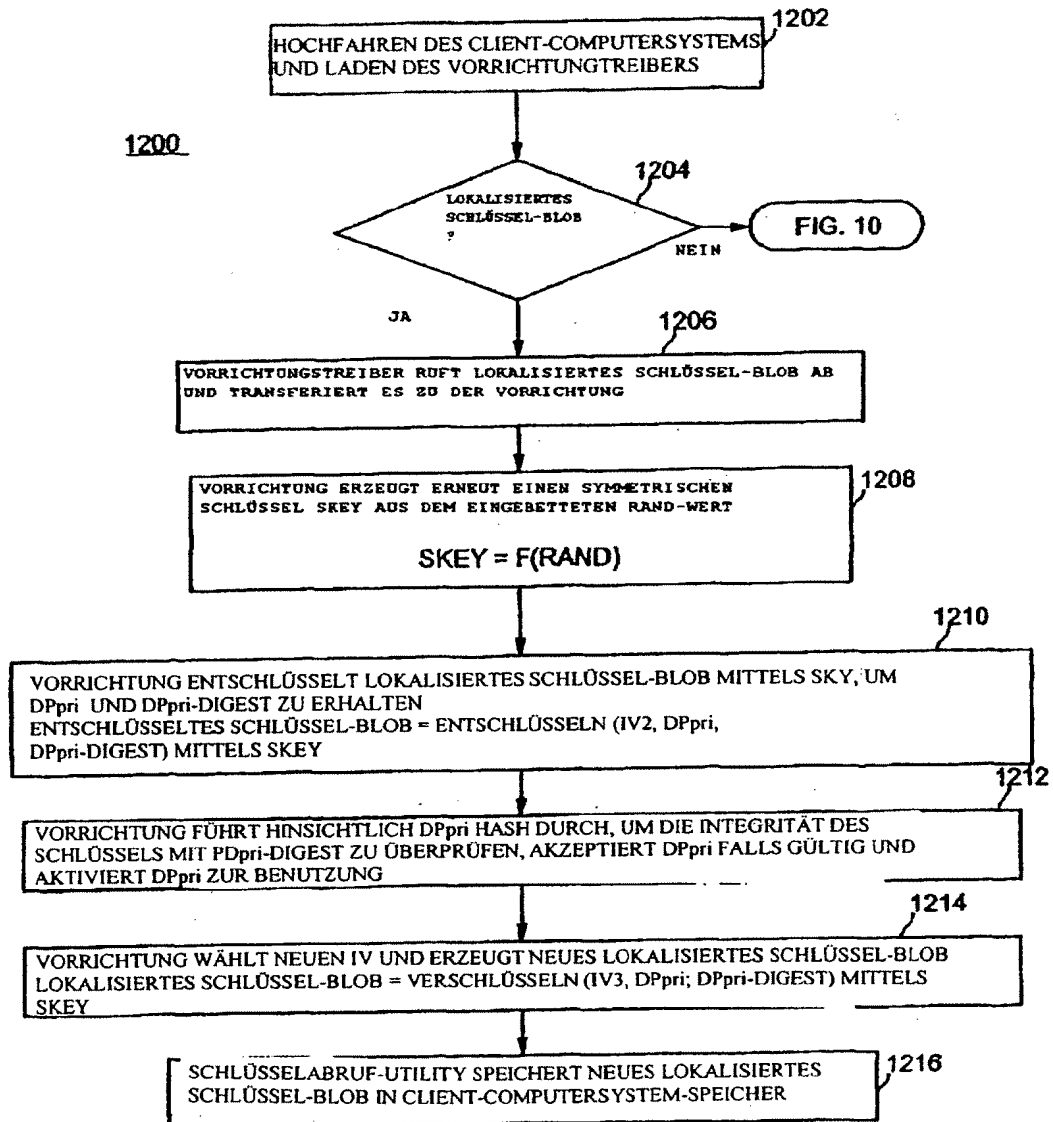 1202
HOCHFAHREN DES CLIENT-COMPUTERSYSTEMS
UND LADEN DES VORRICHTUNGTREIBERS
1200
1204
LOKALISIERTES
SCHLÜSSEL-BLOB
?
FIG. 10
NEIN
JA
1206
VORRICHTUNGSTREIBER RUFT LOKALISIERTES SCHLÜSSEL-BLOB AB
UND TRANSFERIERT ES ZU DER VORRICHTUNG
1208
VORRICHTUNG ERZEUGT ERNEUT EINEN SYMMETRISCHEN
SCHLÜSSEL SKEY AUS DEM EINGEBETTETEN RAND-WERT
SKEY = F(RAND)
1210
VORRICHTUNG ENTSCHLÜSSELT LOKALISIERTES SCHLÜSSEL-BLOB MITTELS SKY, UM
DPpri UND DPpri-DIGEST ZU ERHALTEN
ENTSCHLÜSSELTES SCHLÜSSEL-BLOB = ENTSCHLÜSSELN (IV2, DPpri,
DPpri-DIGEST) MITTELS SKEY
1212
VORRICHTUNG FÜHRT HINSICHTLICH DPpri HASH DURCH, UM DIE INTEGRITÄT DES
SCHLÜSSELS MIT PDpri-DIGEST ZU ÜBERPRÜFEN, AKZEPTIERT DPpri FALLS GÜLTIG UND
AKTIVIERT DPpri ZUR BENUTZUNG
1214
VORRICHTUNG WÄHLT NEUEN IV UND ERZEUGT NEUES LOKALISIERTES SCHLÜSSEL-BLOB
LOKALISIERTES SCHLÜSSEL-BLOB = VERSCHLÜSSELN (IV3, DPpri; DPpri-DIGEST) MITTELS
SKEY
1216
SCHLÜSSELABRUF-UTILITY SPEICHERT NEUES LOKALISIERTES
SCHLÜSSEL-BLOB IN CLIENT-COMPUTERSYSTEM-SPEICHER